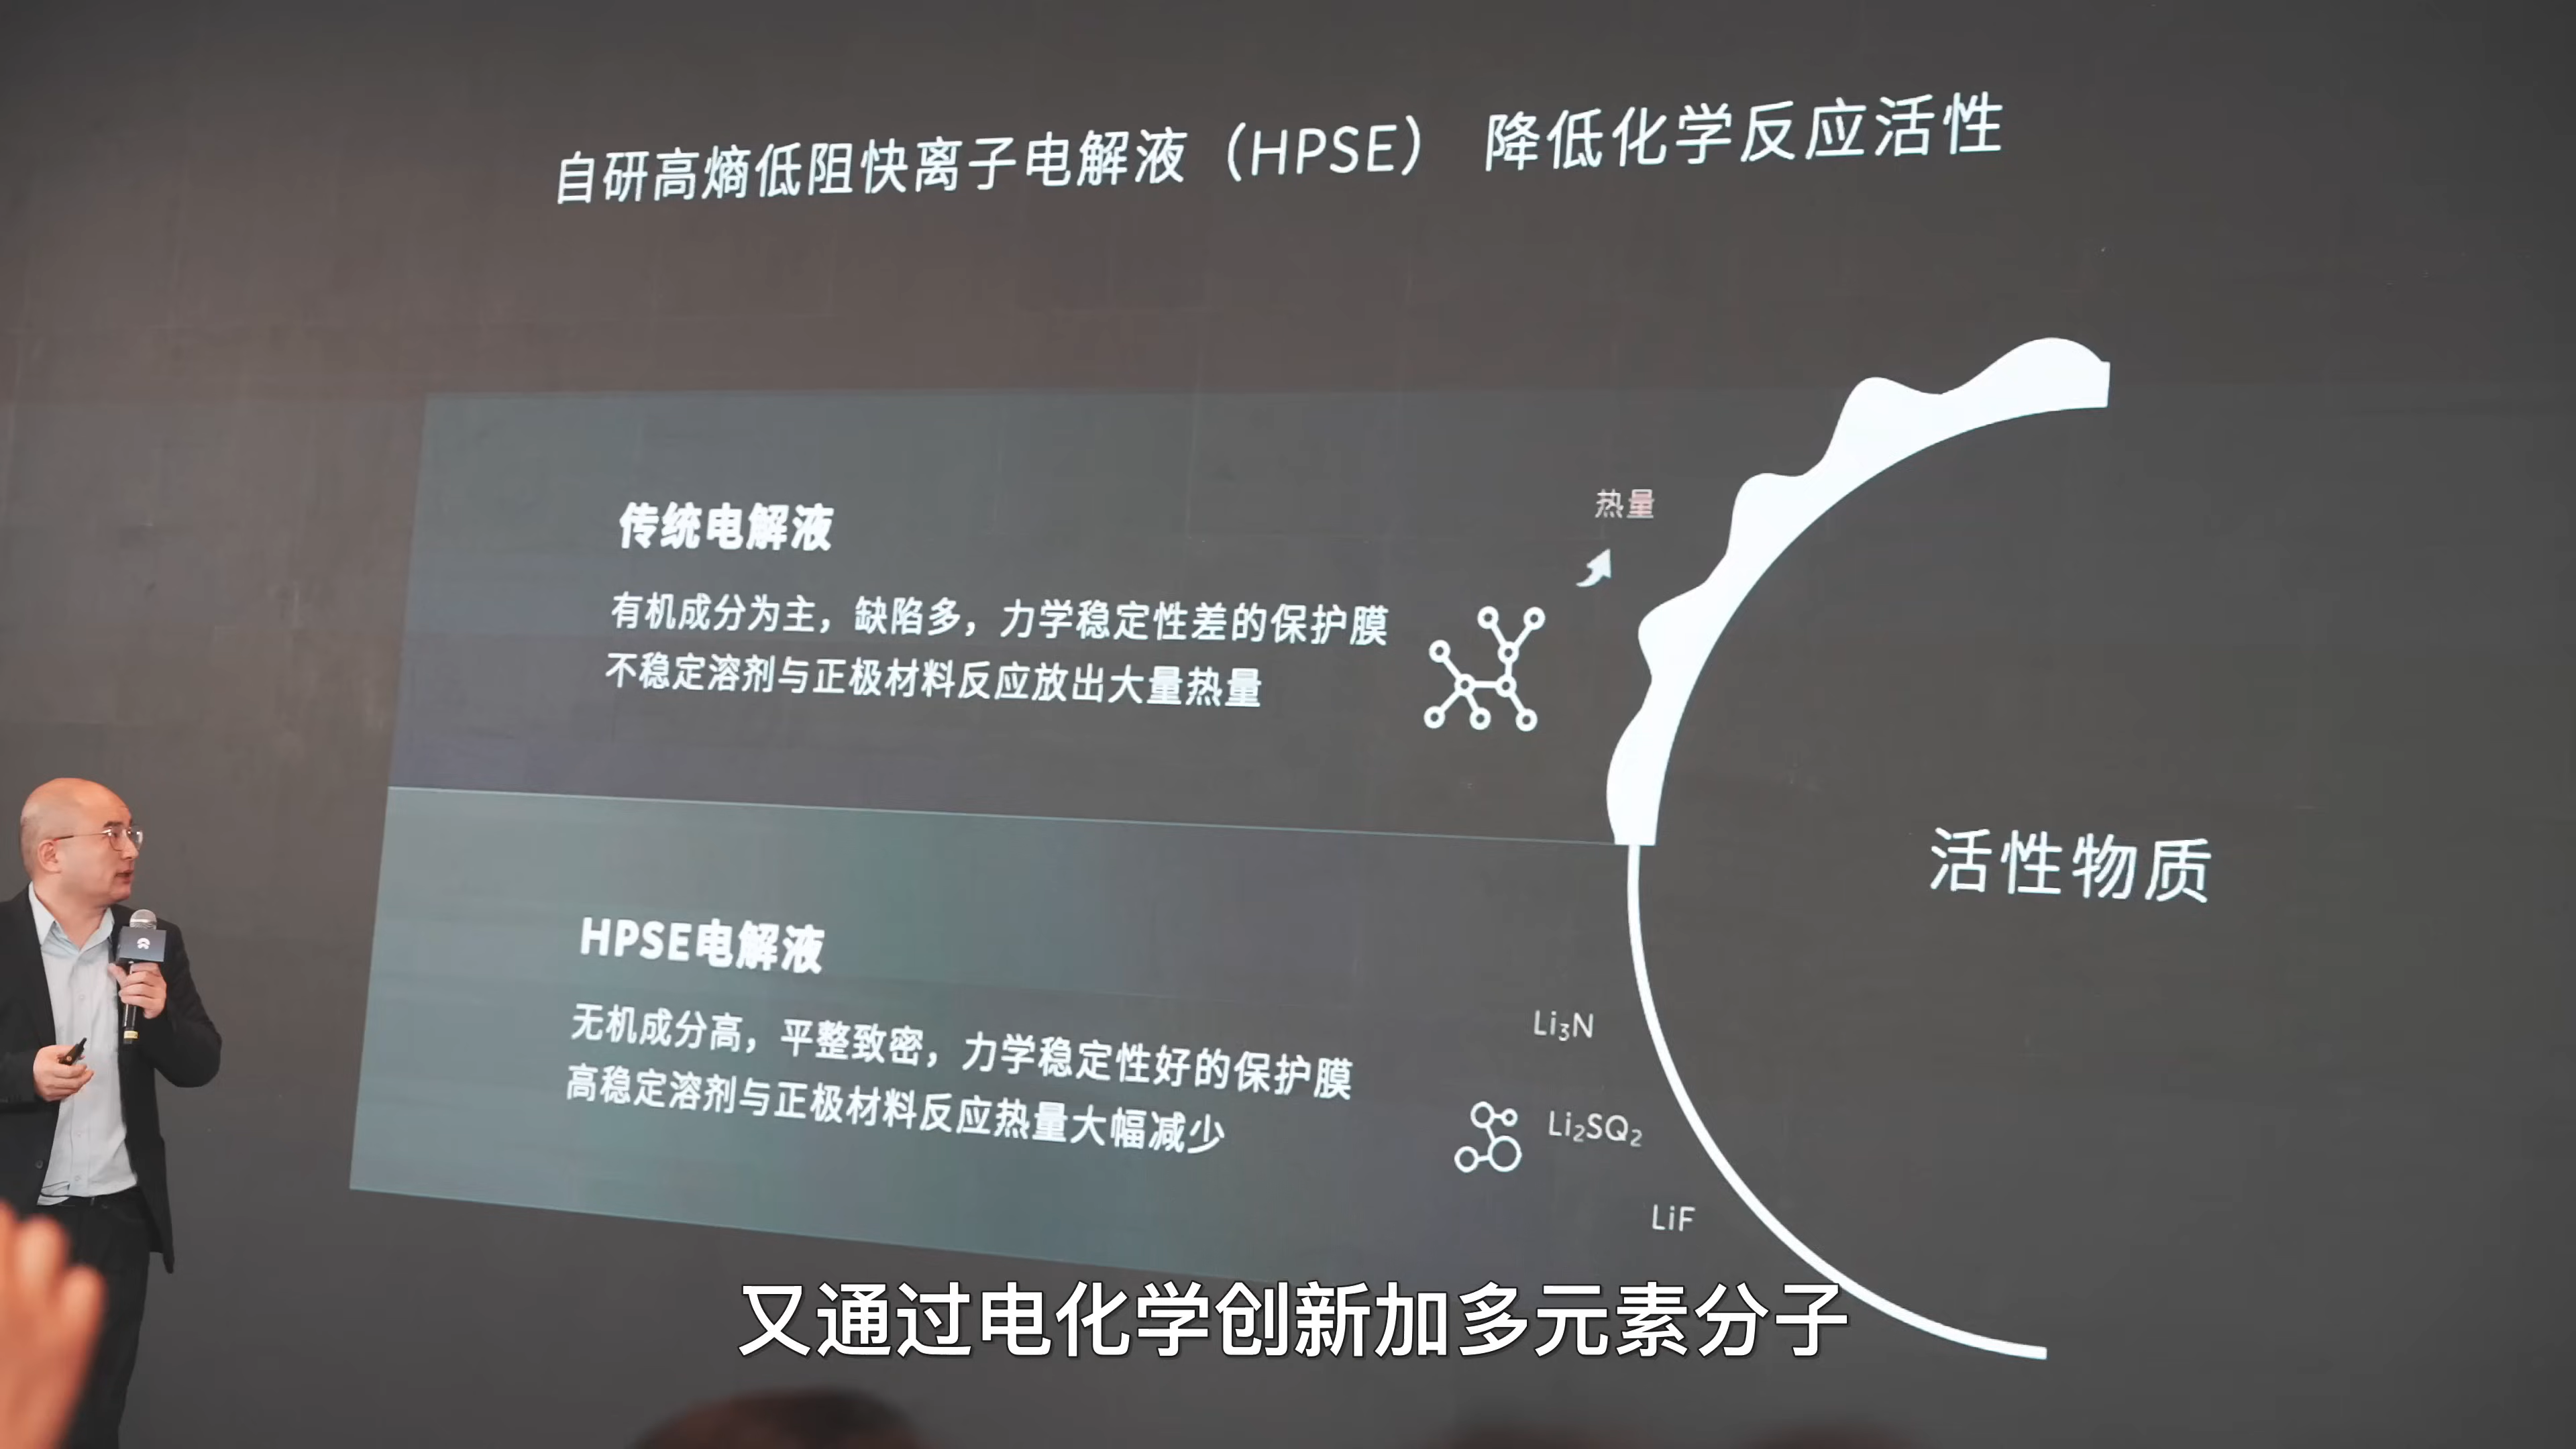 自研高熵低阻快离子电解液（HPSE） 降低化学反应活性
传统电解液
有机成分为主，缺陷多，力学稳定性差的保护膜
不稳定溶剂与正极材料反应放出大量热量
热量
活性物质
HPSE电解液
无机成分高，平整致密，力学稳定性好的保护膜
高稳定溶剂与正极材料反应热量大幅减少
Li₃N
Li₂SQ₂
LiF
又通过电化学创新加多元素分子